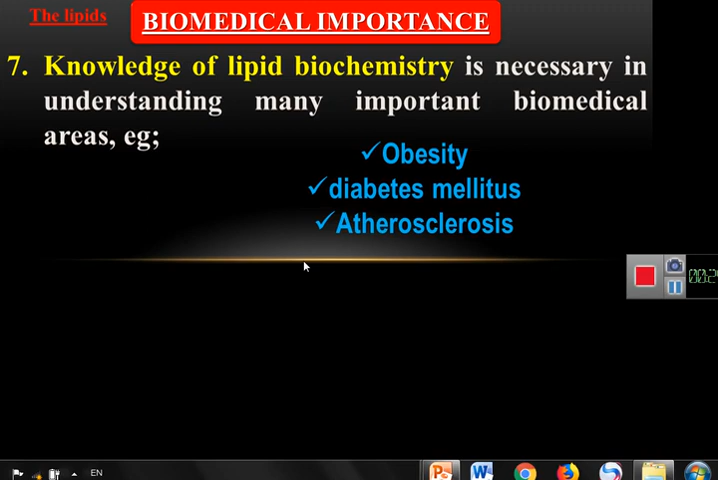 The lipids
BIOMEDICAL IMPORTANCE
7. Knowledge of lipid biochemistry is necessary in
understanding many important biomedical
areas, eg;
✓Obesity
✓diabetes mellitus
✓Atherosclerosis
EN